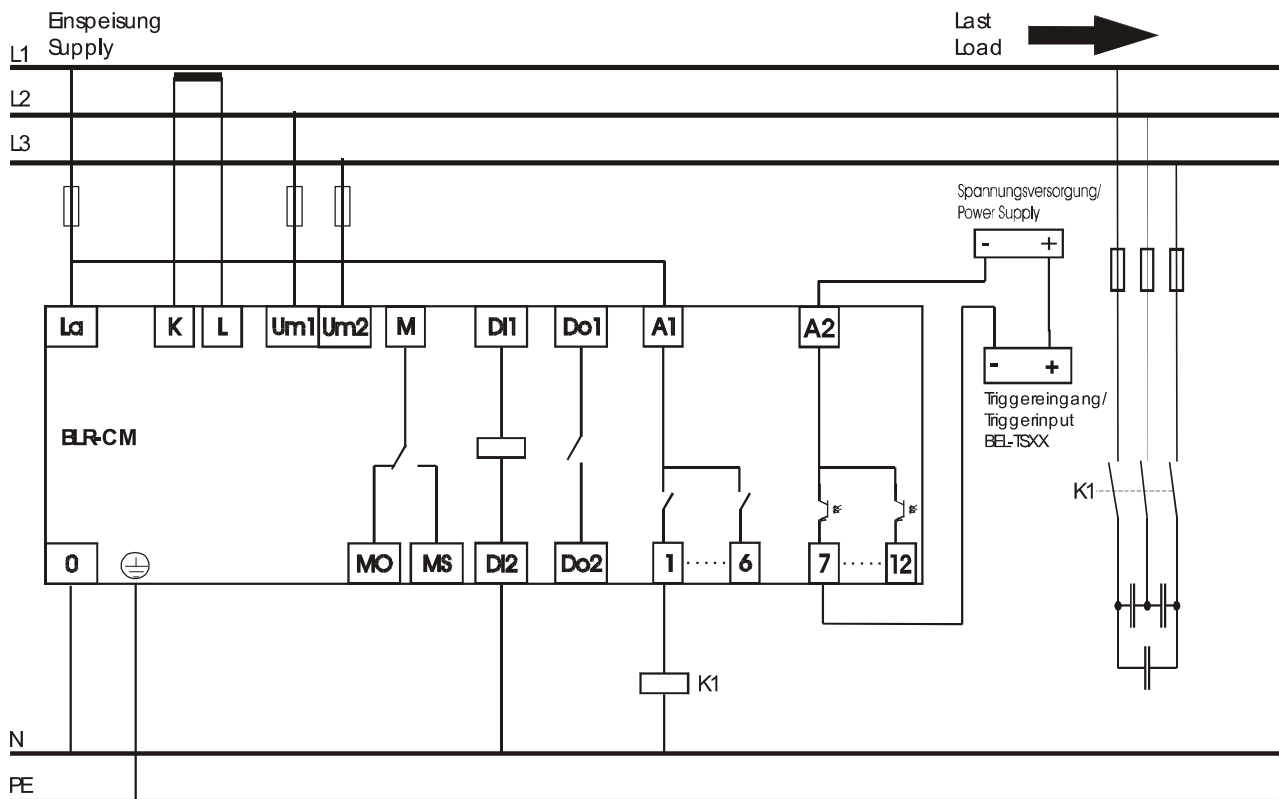 Einspeisung
Supply
Last
Load
L1
L2
L3
Spannungsversorgung/
Power Supply
- +
La K L Um1 Um2 M DI1 Do1 A1 A2
- +
Triggereingang/
Triggerinput
BEL-TSXX
BLR-CM
K1
0 MO MS DI2 Do2 1 ..... 6 7 ..... 12
K1
N
PE